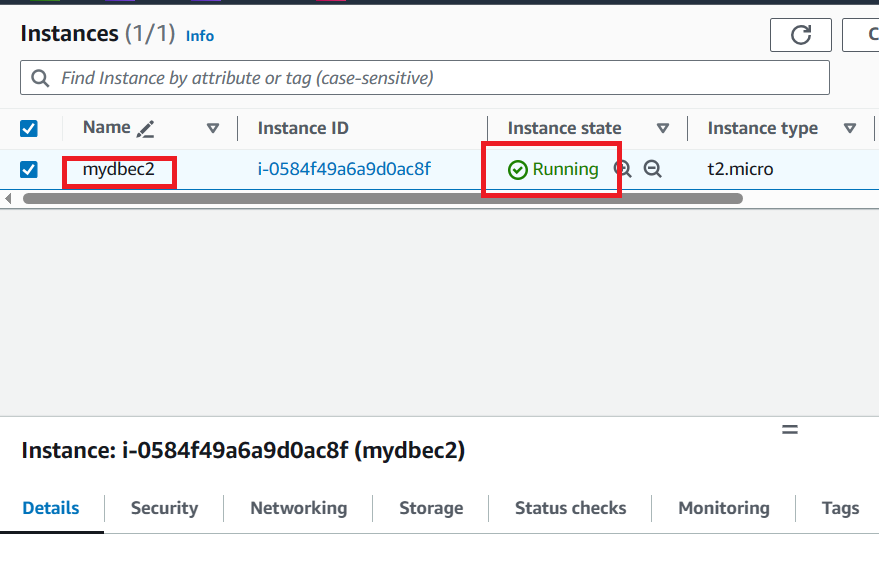 Instances (1/1) Info
C
Find Instance by attribute or tag (case-sensitive)
Name Instance ID Instance state Instance type
mydbec2 i-0584f49a6a9d0ac8f Running t2.micro
Instance: i-0584f49a6a9d0ac8f (mydbec2)
Details Security Networking Storage Status checks Monitoring Tags